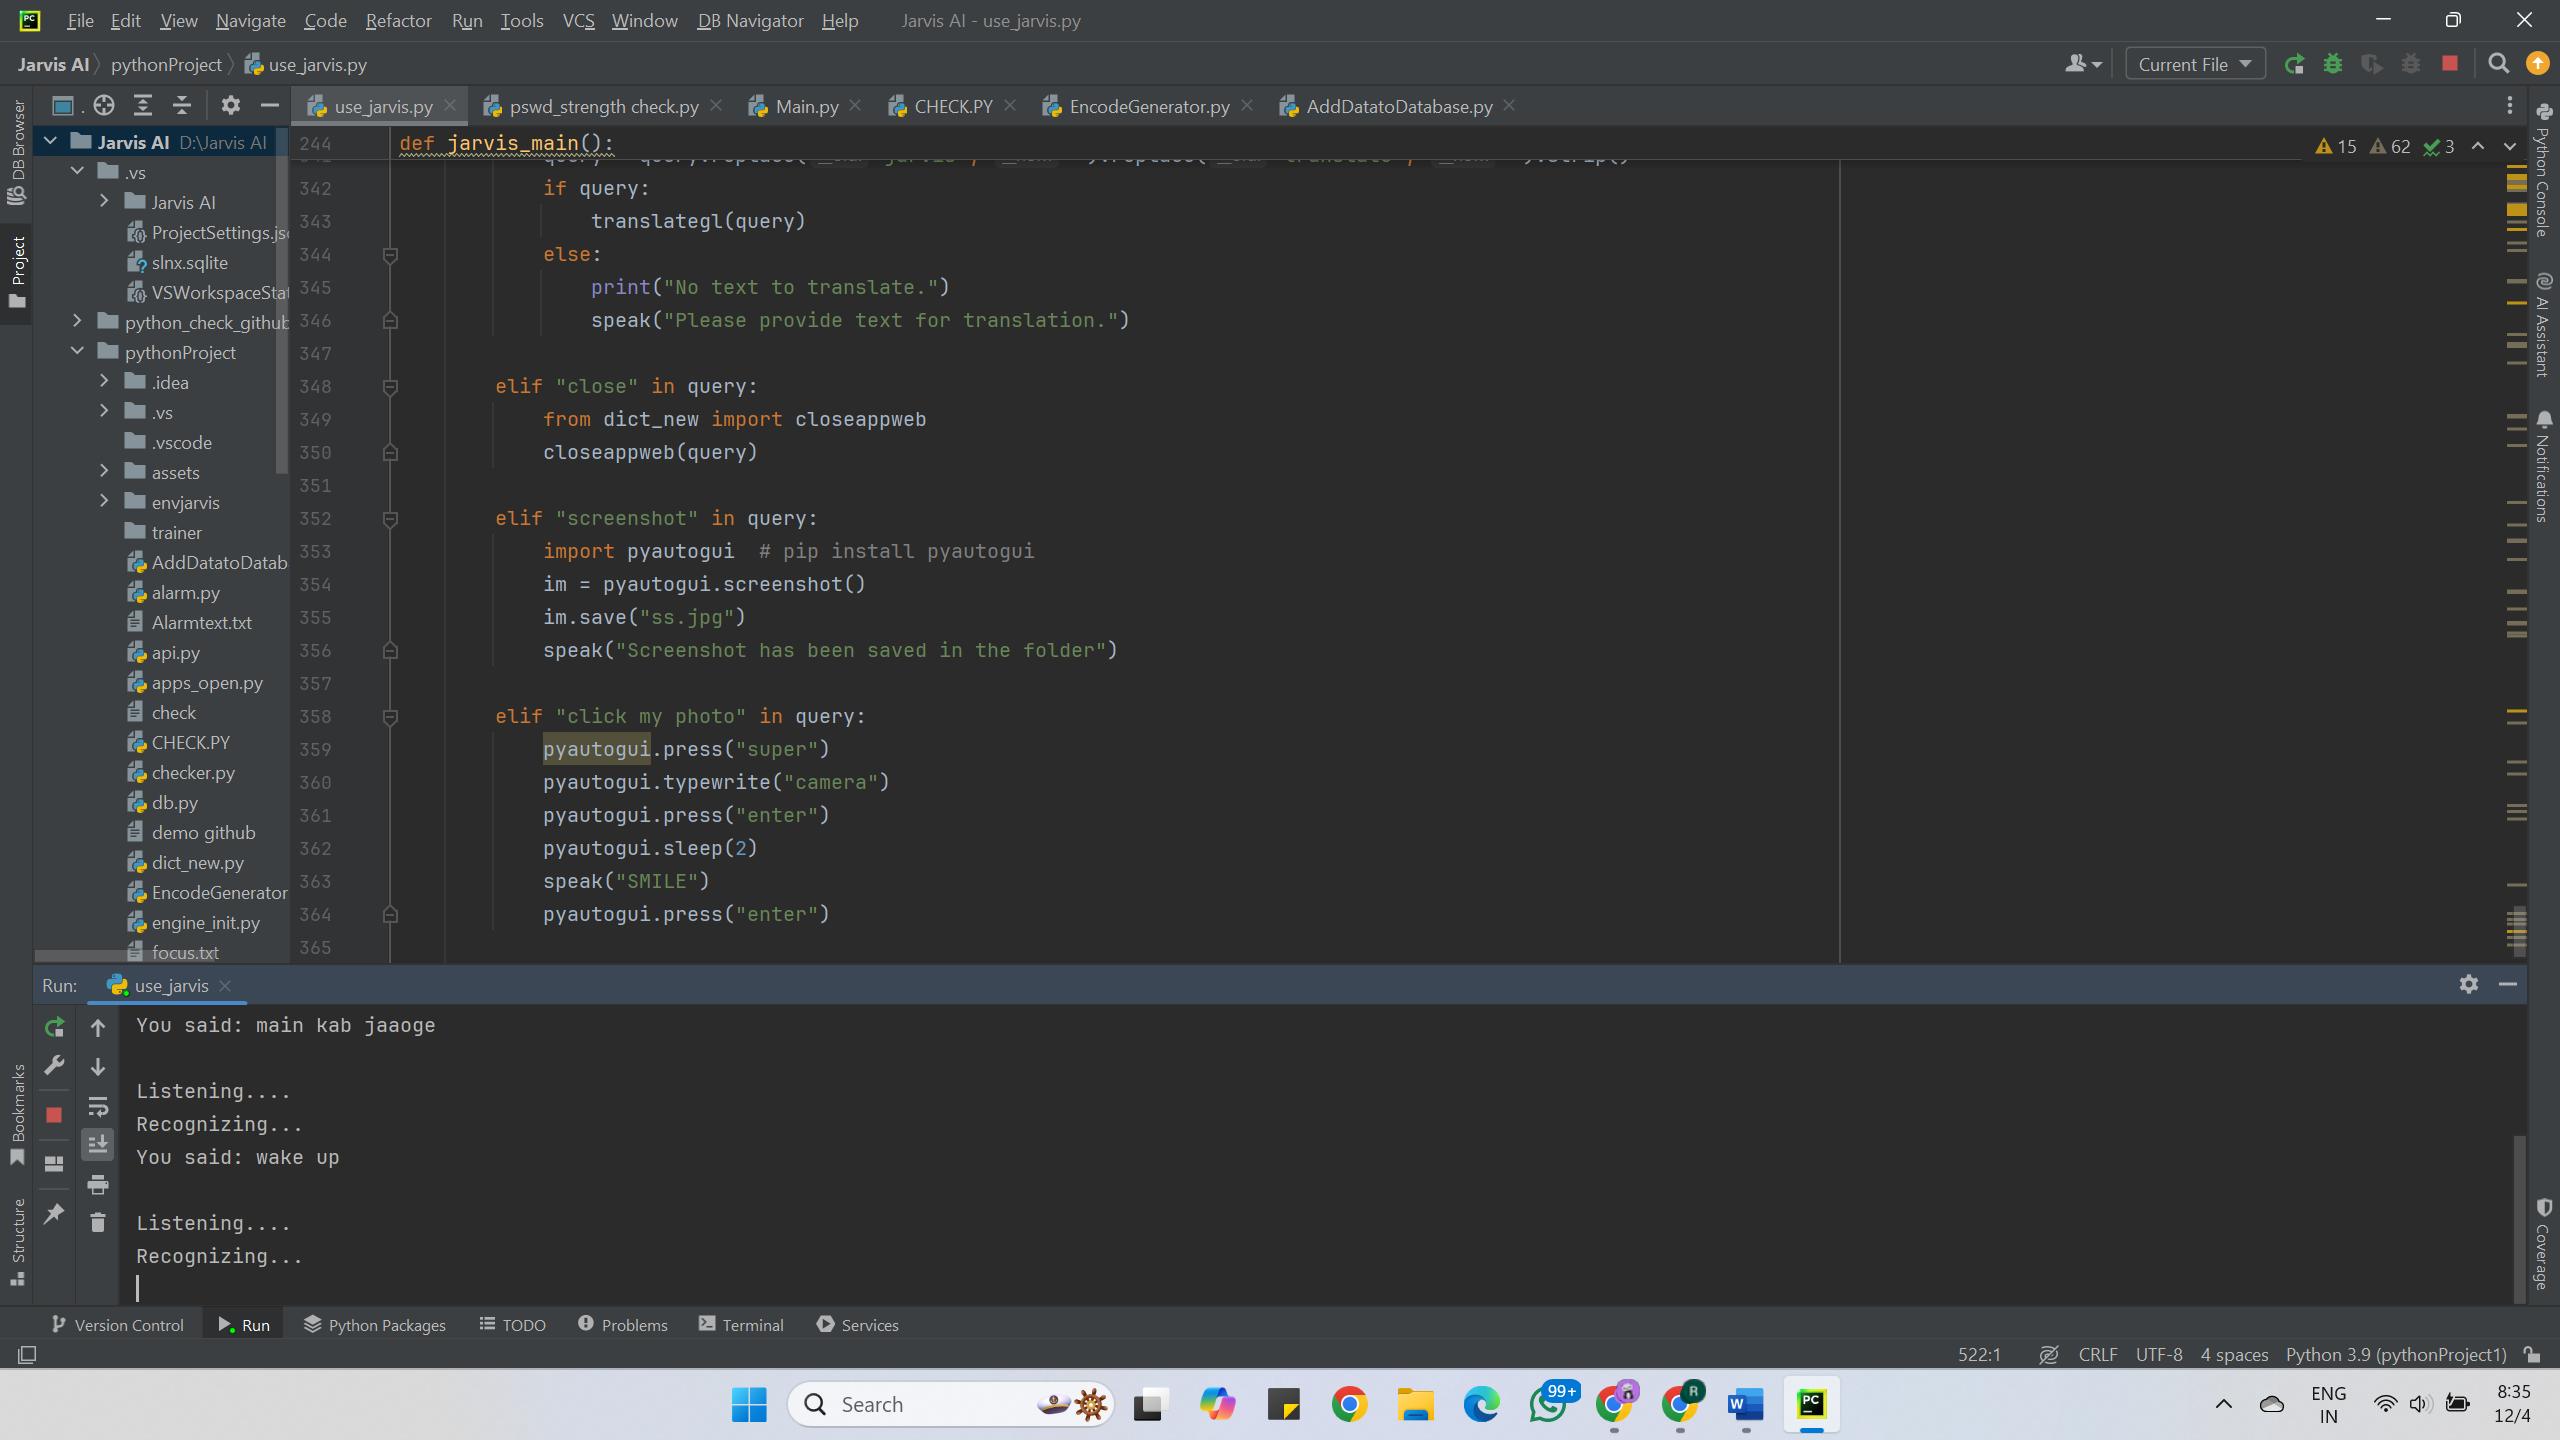 File Edit View Navigate Code Refactor Run Tools VCS Window DB Navigator Help Jarvis AI - use_jarvis.py
Jarvis AI pythonProject use_jarvis.py Current File
use_jarvis.py pswd_strength check.py Main.py CHECK.PY EncodeGenerator.py AddDatatoDatabase.py
DB Browser
Project
Bookmarks
Structure
Jarvis AI D:\Jarvis AI
.vs
Jarvis AI
ProjectSettings.js
slnx.sqlite
VSWorkspaceSta
python_check_github
pythonProject
.idea
.vs
.vscode
assets
envjarvis
trainer
AddDatatoDatab
alarm.py
Alarmtext.txt
api.py
apps_open.py
check
CHECK.PY
checker.py
db.py
demo github
dict_new.py
EncodeGenerator
engine_init.py
focus.txt
244 def jarvis_main():
15 62 3
342 if query:
343 translategl(query)
344 else:
345 print("No text to translate.")
346 speak("Please provide text for translation.")
347
348 elif "close" in query:
349 from dict_new import closeappweb
350 closeappweb(query)
351
352 elif "screenshot" in query:
353 import pyautogui # pip install pyautogui
354 im = pyautogui.screenshot()
355 im.save("ss.jpg")
356 speak("Screenshot has been saved in the folder")
357
358 elif "click my photo" in query:
359 pyautogui.press("super")
360 pyautogui.typewrite("camera")
361 pyautogui.press("enter")
362 pyautogui.sleep(2)
363 speak("SMILE")
364 pyautogui.press("enter")
365
Python Console
AI Assistant
Notifications
Coverage
Run: use_jarvis
You said: main kab jaaoge
Listening....
Recognizing...
You said: wake up
Listening....
Recognizing...
Version Control Run Python Packages TODO Problems Terminal Services
522:1 CRLF UTF-8 4 spaces Python 3.9 (pythonProject1)
Search
99+
R
W
PC
ENG
IN
8:35
12/4